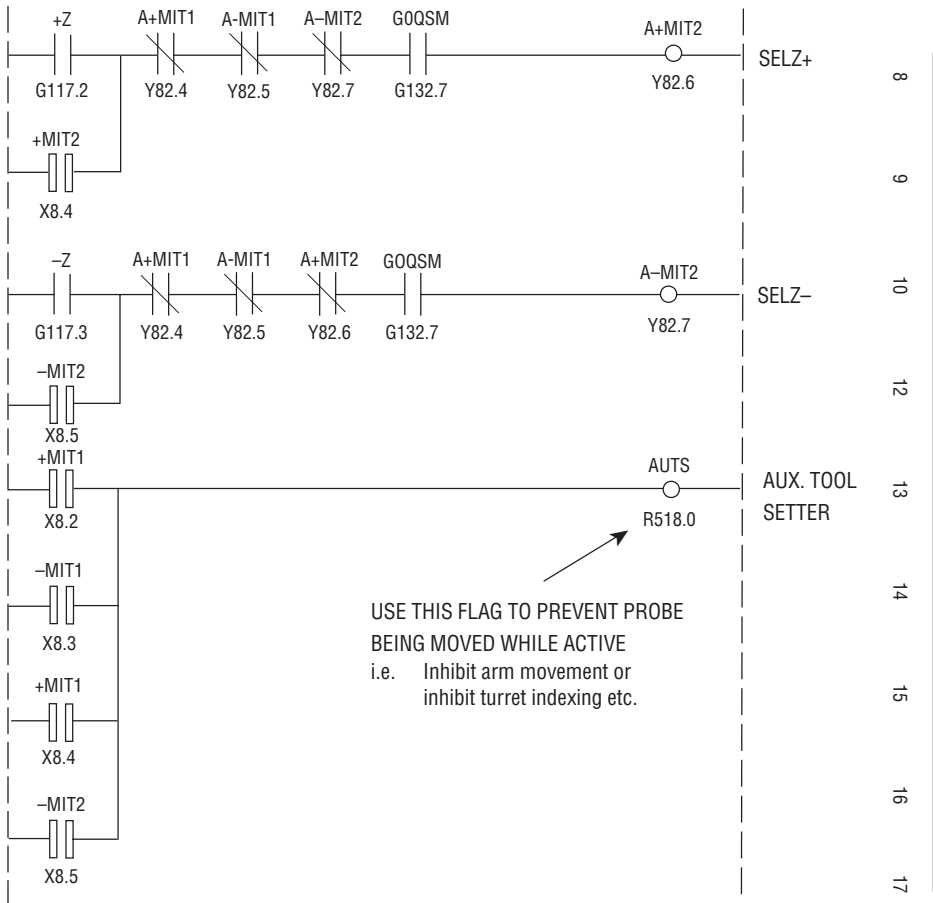 +Z A+MIT1 A-MIT1 A–MIT2 G0QSM A+MIT2
SELZ+
G117.2 Y82.4 Y82.5 Y82.7 G132.7 Y82.6
8
+MIT2
X8.4
9
–Z A+MIT1 A-MIT1 A+MIT2 G0QSM A–MIT2
SELZ–
G117.3 Y82.4 Y82.5 Y82.6 G132.7 Y82.7
10
–MIT2
X8.5
12
+MIT1 AUTS
AUX. TOOL
SETTER
X8.2 R518.0
13
–MIT1
X8.3
14
USE THIS FLAG TO PREVENT PROBE
BEING MOVED WHILE ACTIVE
i.e. Inhibit arm movement or
inhibit turret indexing etc.
+MIT1
X8.4
15
–MIT2
X8.5
16
17